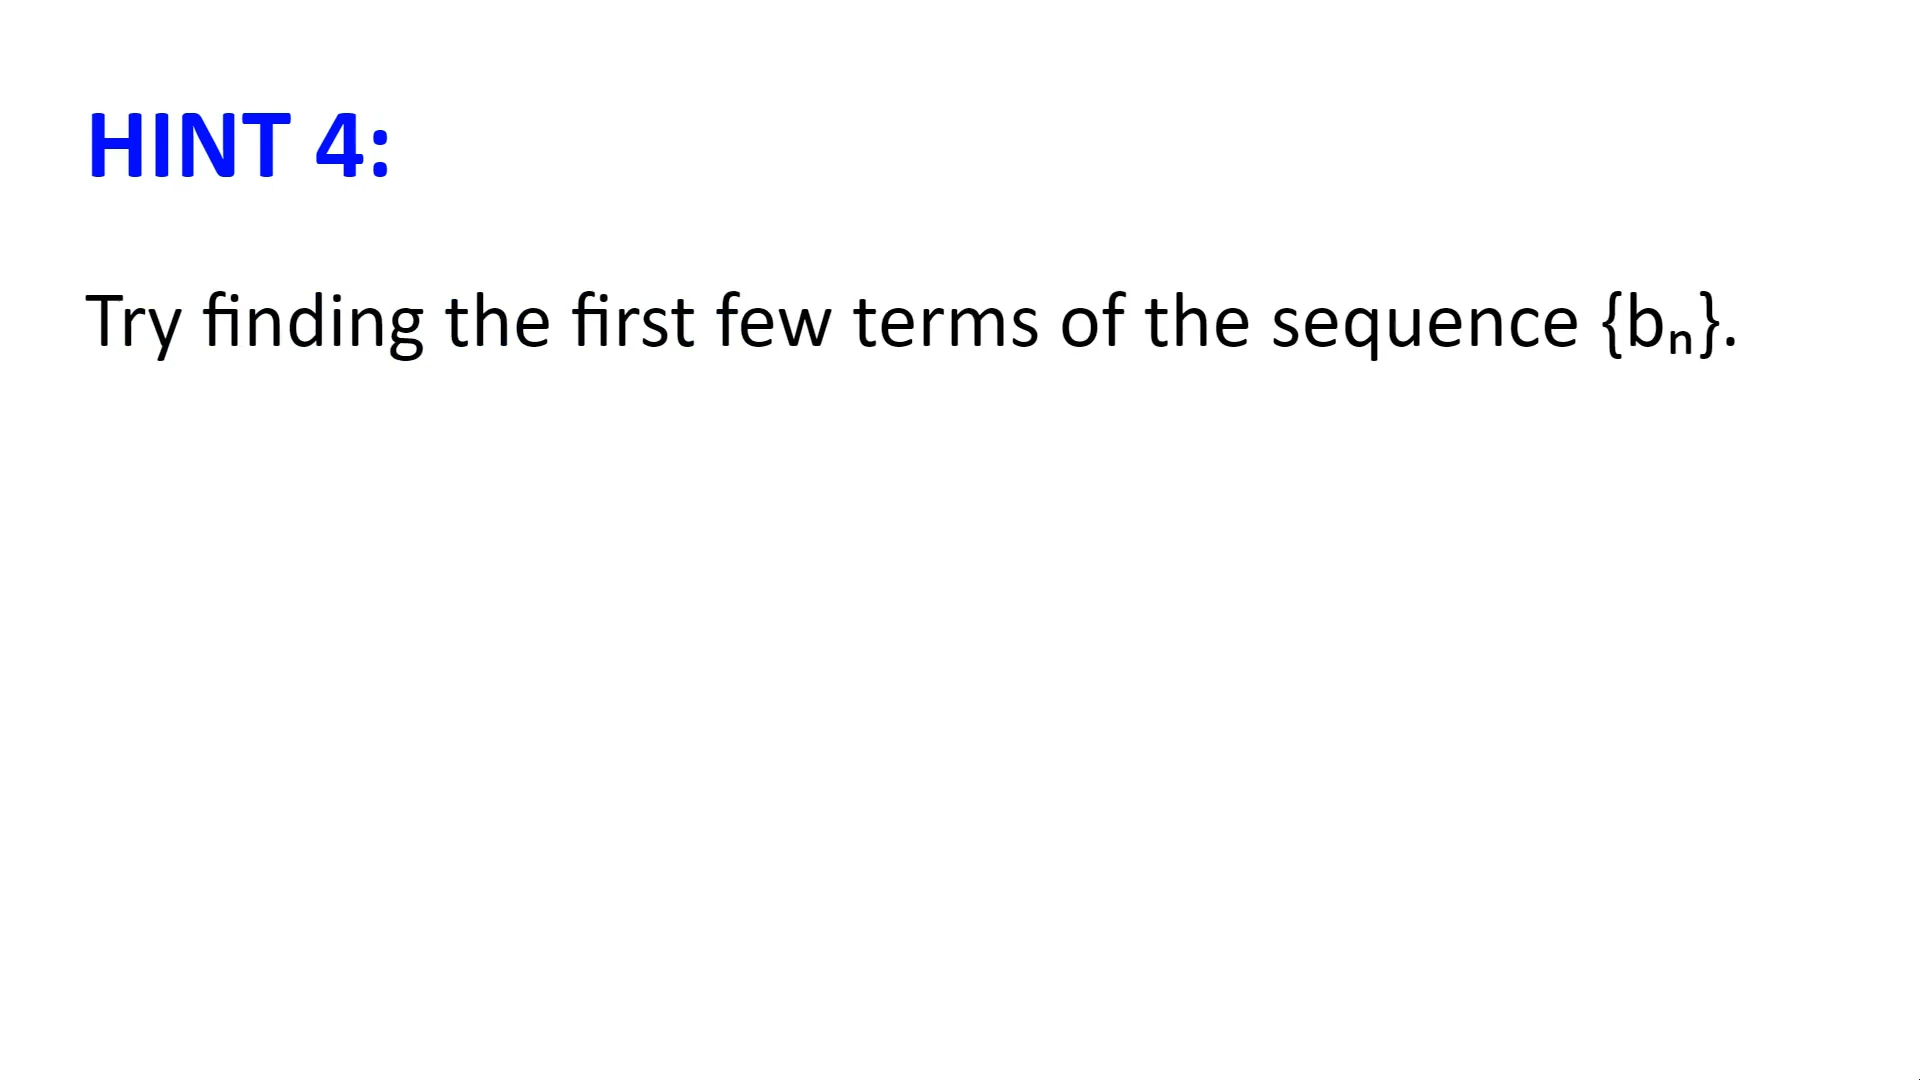 HINT 4:
Try finding the first few terms of the sequence {bₙ}.